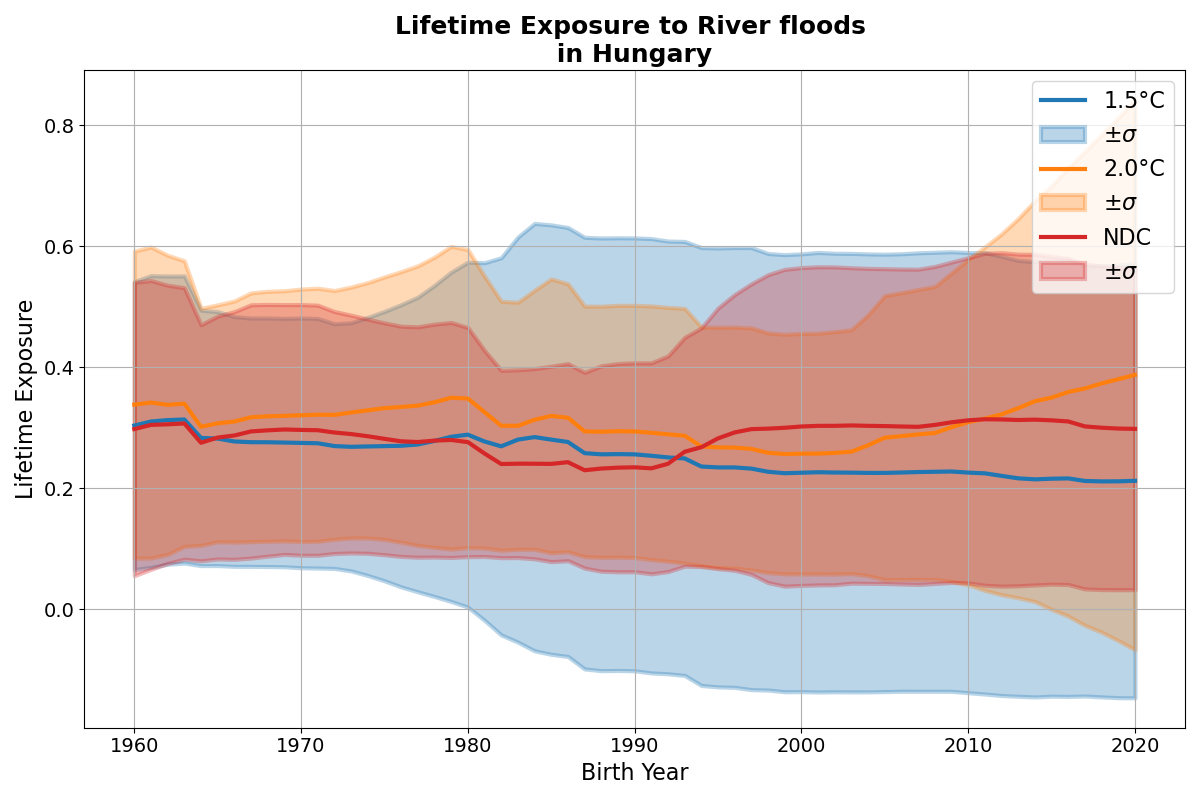 Lifetime Exposure to River floods
in Hungary
1.5°C
±σ
2.0°C
±σ
NDC
±σ
Lifetime Exposure
0.8
0.6
0.4
0.2
0.0
1960 1970 1980 1990 2000 2010 2020
Birth Year